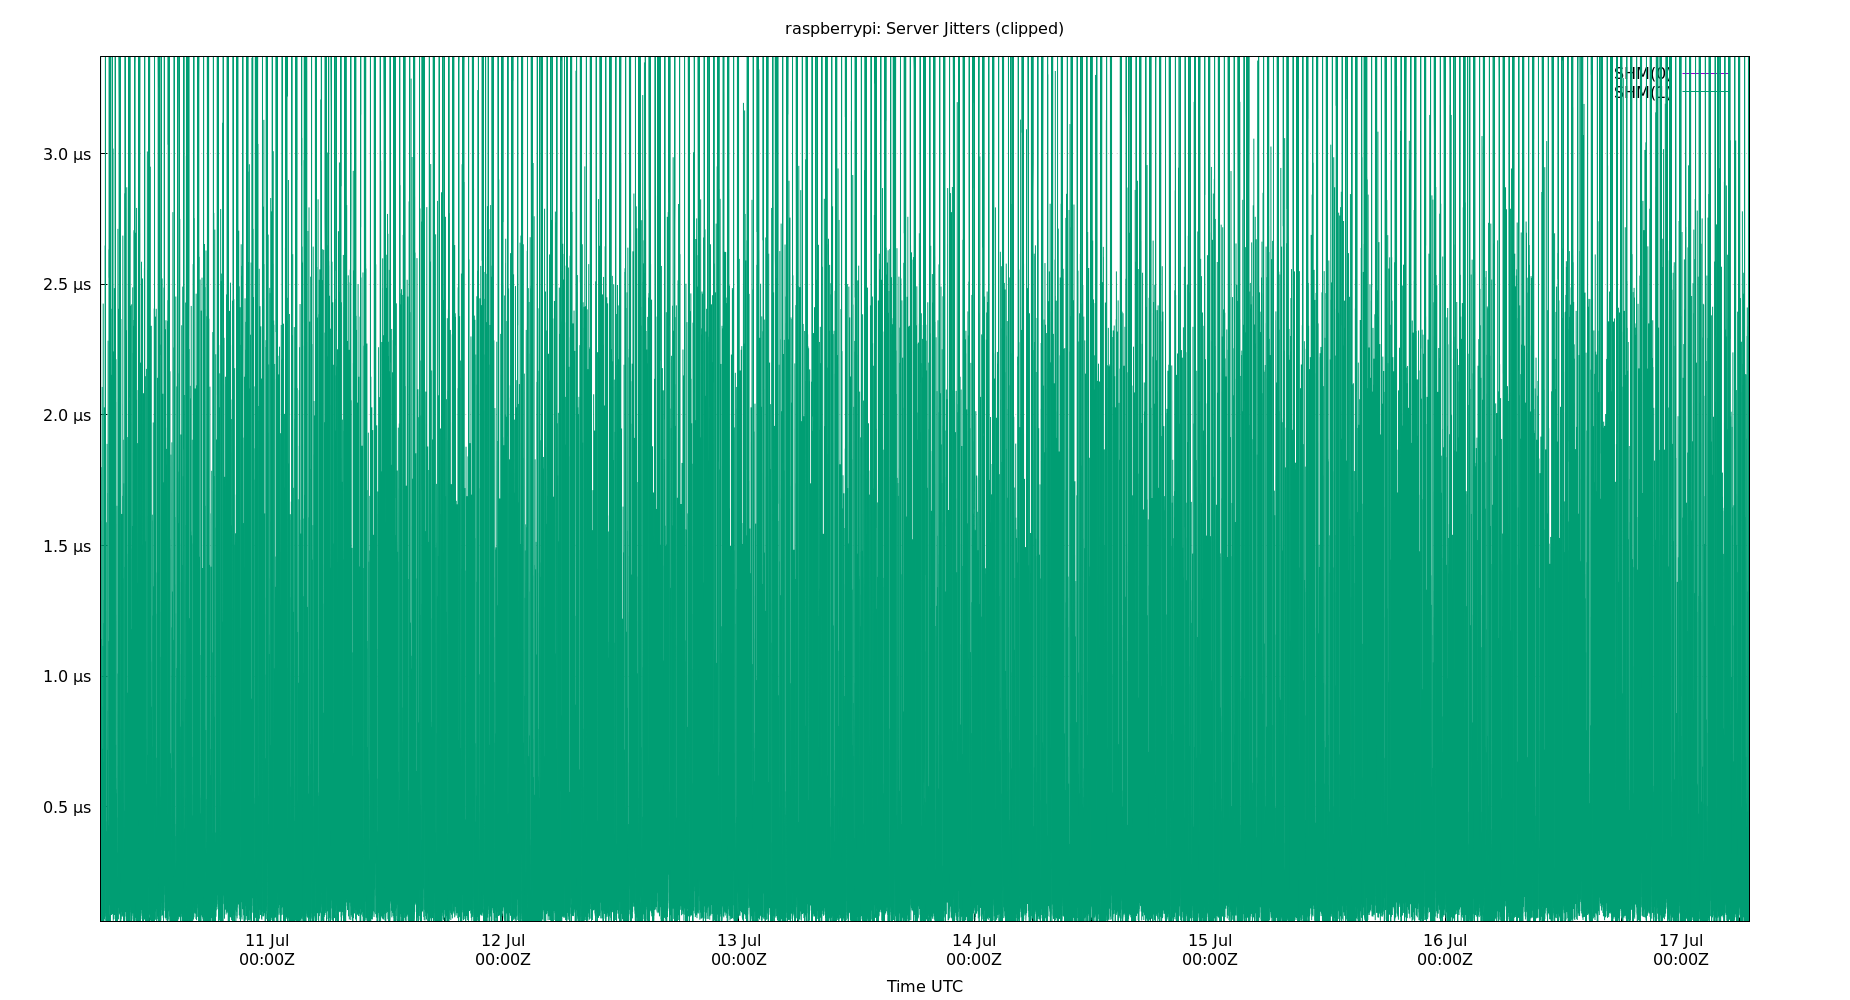 raspberrypi: Server Jitters (clipped)
SHM(0)
SHM(1)
3.0 µs
2.5 µs
2.0 µs
1.5 µs
1.0 µs
0.5 µs
11 Jul 12 Jul 13 Jul 14 Jul 15 Jul 16 Jul 17 Jul
00:00Z 00:00Z 00:00Z 00:00Z 00:00Z 00:00Z 00:00Z
Time UTC